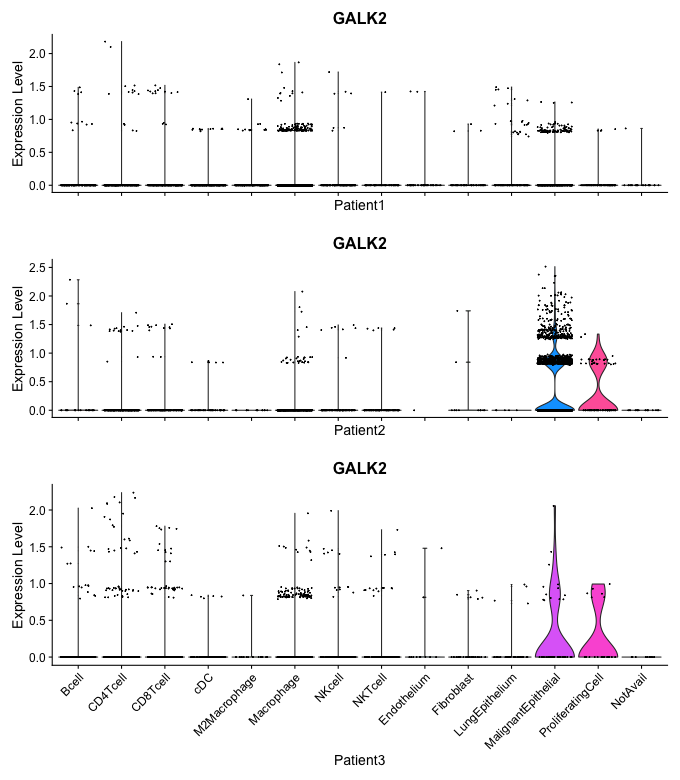 GALK2
Expression Level
2.0
1.5
1.0
0.5
0.0
Patient1
GALK2
Expression Level
2.5
2.0
1.5
1.0
0.5
0.0
Patient2
GALK2
Expression Level
2.0
1.5
1.0
0.5
0.0
Bcell
CD4Tcell
CD8Tcell
cDC
M2Macrophage
Macrophage
NKcell
NKTcell
Endothelium
Fibroblast
LungEpithelium
MalignantEpithelial
ProliferatingCell
NotAvail
Patient3